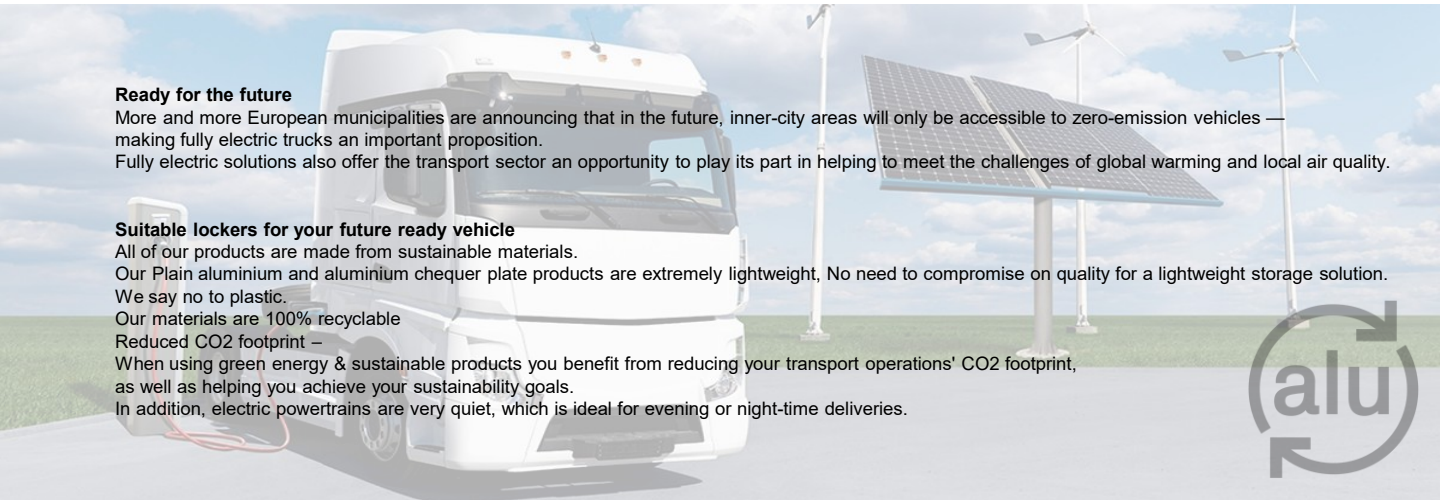 Ready for the future
More and more European municipalities are announcing that in the future, inner-city areas will only be accessible to zero-emission vehicles —
making fully electric trucks an important proposition.
Fully electric solutions also offer the transport sector an opportunity to play its part in helping to meet the challenges of global warming and local air quality.
Suitable lockers for your future ready vehicle
All of our products are made from sustainable materials.
Our Plain aluminium and aluminium chequer plate products are extremely lightweight, No need to compromise on quality for a lightweight storage solution.
We say no to plastic.
Our materials are 100% recyclable
Reduced CO2 footprint –
When using green energy & sustainable products you benefit from reducing your transport operations' CO2 footprint,
as well as helping you achieve your sustainability goals.
In addition, electric powertrains are very quiet, which is ideal for evening or night-time deliveries.
alu